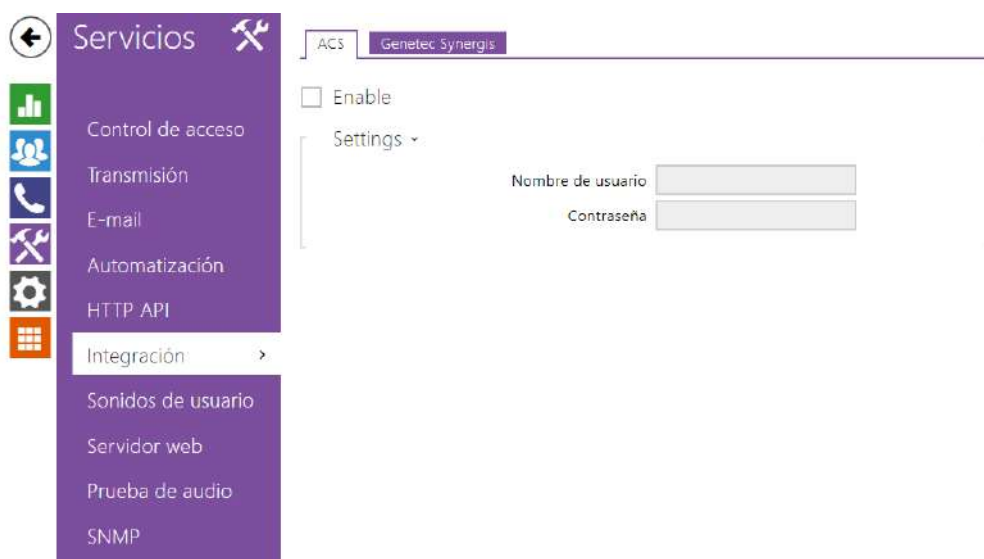 Servicios
Control de acceso
Transmisión
E-mail
Automatización
HTTP API
Integración
Sonidos de usuario
Servidor web
Prueba de audio
SNMP
ACS Genetec Synergis
Enable
Settings
Nombre de usuario
Contraseña